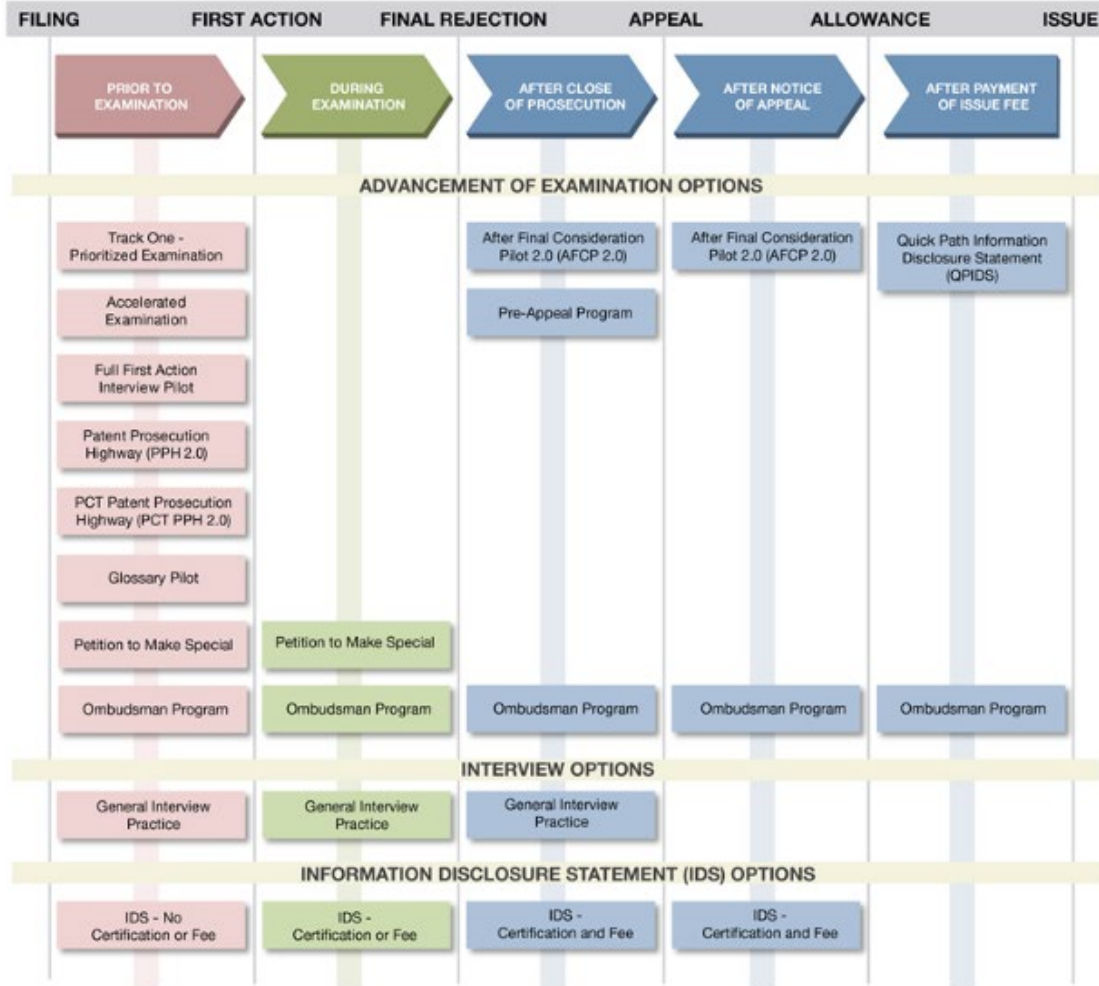 FILING FIRST ACTION FINAL REJECTION APPEAL ALLOWANCE ISSUE
PRIOR TO
EXAMINATION
DURING
EXAMINATION
AFTER CLOSE
OF PROSECUTION
AFTER NOTICE
OF APPEAL
AFTER PAYMENT
OF ISSUE FEE
ADVANCEMENT OF EXAMINATION OPTIONS
Track One -
Prioritized Examination
After Final Consideration
Pilot 2.0 (AFCP 2.0)
After Final Consideration
Pilot 2.0 (AFCP 2.0)
Quick Path Information
Disclosure Statement
(QPIDS)
Accelerated
Examination
Pre-Appeal Program
Full First Action
Interview Pilot
Patent Prosecution
Highway (PPH 2.0)
PCT Patent Prosecution
Highway (PCT PPH 2.0)
Glossary Pilot
Petition to Make Special
Petition to Make Special
Ombudsman Program
Ombudsman Program
Ombudsman Program
Ombudsman Program
Ombudsman Program
INTERVIEW OPTIONS
General Interview
Practice
General Interview
Practice
General Interview
Practice
INFORMATION DISCLOSURE STATEMENT (IDS) OPTIONS
IDS - No
Certification or Fee
IDS -
Certification or Fee
IDS -
Certification and Fee
IDS -
Certification and Fee